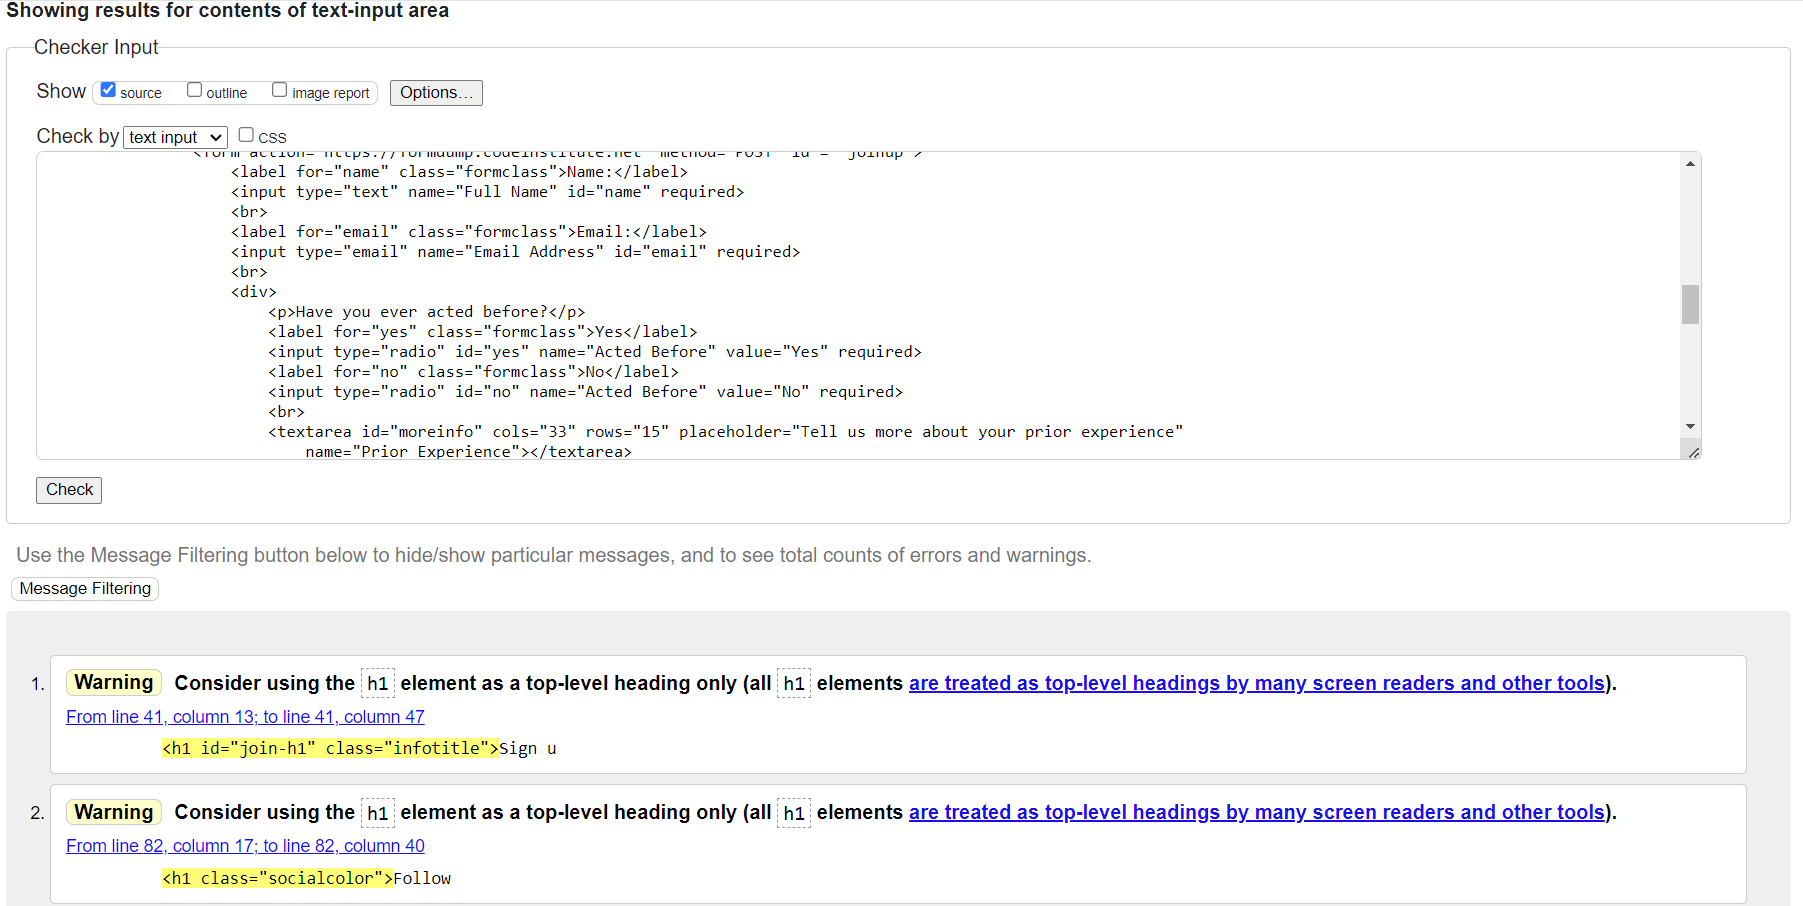 Showing results for contents of text-input area
Checker Input
Show source outline image report Options...
Check by text input CSS
<form action="https://formdump.codeinstitute.net" method="POST" id = "joinup">
<label for="name" class="formclass">Name:</label>
<input type="text" name="Full Name" id="name" required>
<br>
<label for="email" class="formclass">Email:</label>
<input type="email" name="Email Address" id="email" required>
<br>
<div>
<p>Have you ever acted before?</p>
<label for="yes" class="formclass">Yes</label>
<input type="radio" id="yes" name="Acted Before" value="Yes" required>
<label for="no" class="formclass">No</label>
<input type="radio" id="no" name="Acted Before" value="No" required>
<br>
<textarea id="moreinfo" cols="33" rows="15" placeholder="Tell us more about your prior experience"
name="Prior Experience"></textarea>
Check
Use the Message Filtering button below to hide/show particular messages, and to see total counts of errors and warnings.
Message Filtering
1. Warning Consider using the h1 element as a top-level heading only (all h1 elements are treated as top-level headings by many screen readers and other tools).
From line 41, column 13; to line 41, column 47
<h1 id="join-h1" class="infotitle">Sign u
2. Warning Consider using the h1 element as a top-level heading only (all h1 elements are treated as top-level headings by many screen readers and other tools).
From line 82, column 17; to line 82, column 40
<h1 class="socialcolor">Follow